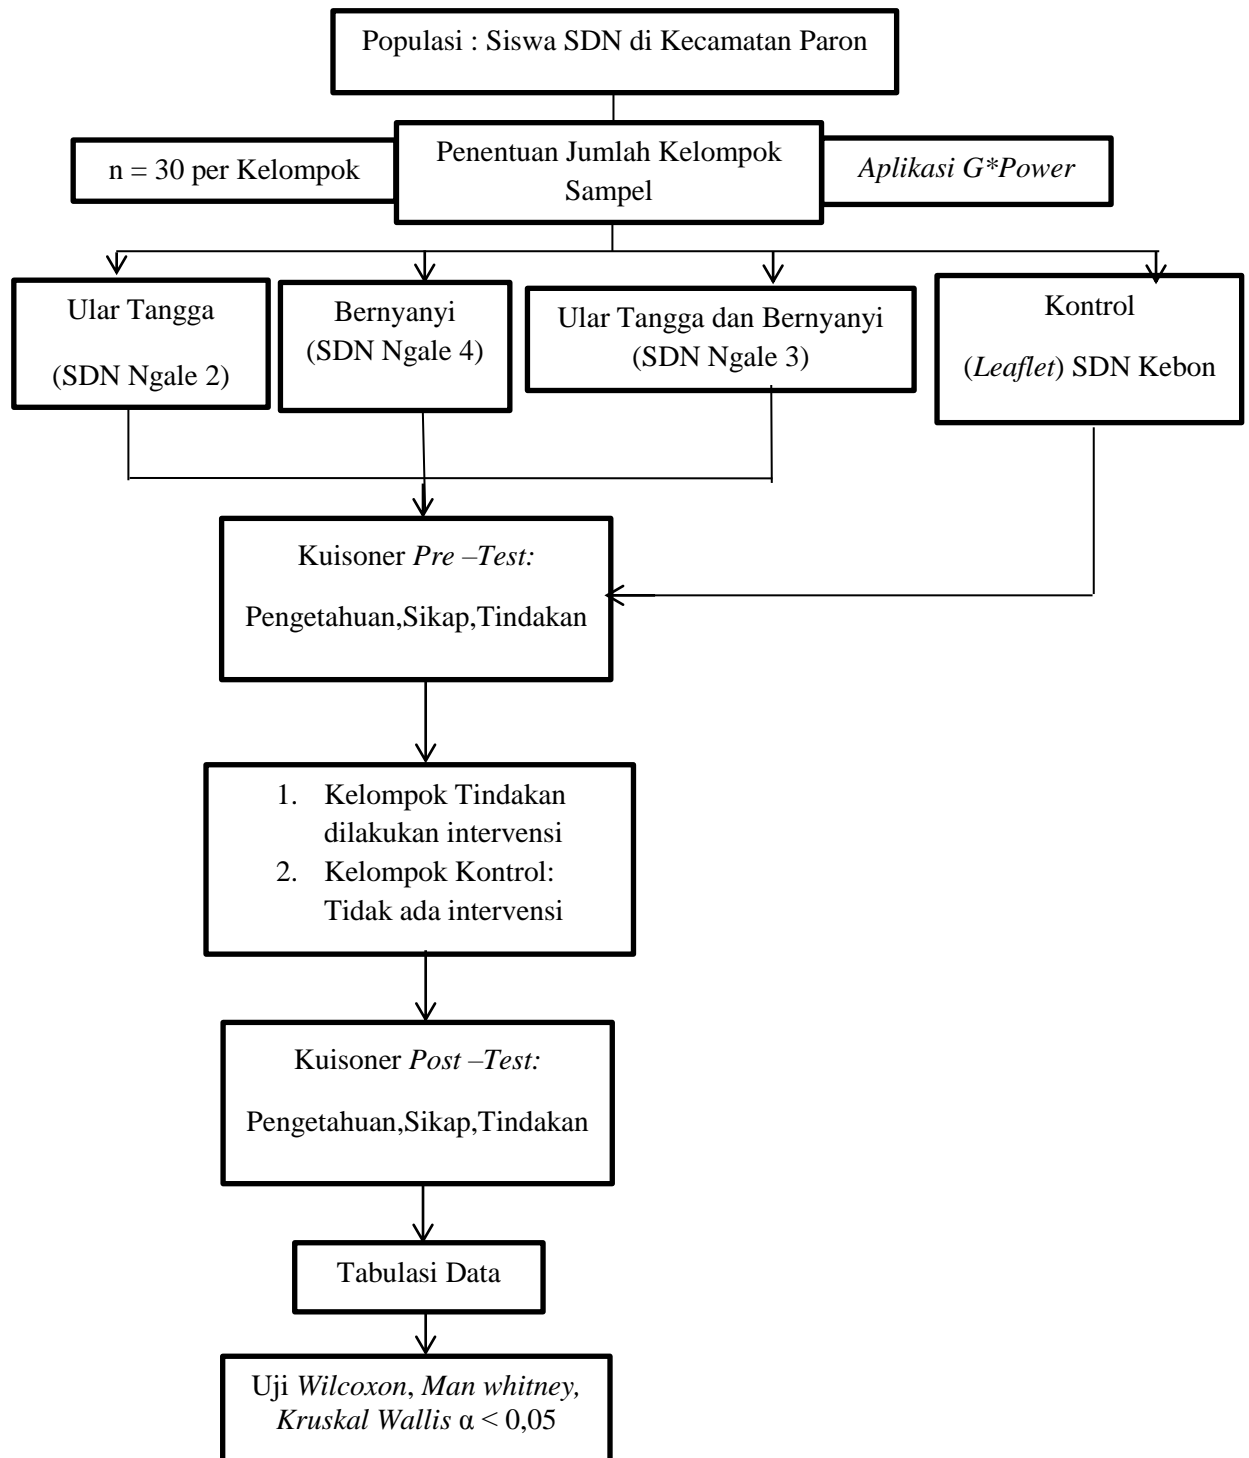 Populasi : Siswa SDN di Kecamatan Paron
n = 30 per Kelompok
Penentuan Jumlah Kelompok
Sampel
Aplikasi G*Power
Ular Tangga
(SDN Ngale 2)
Bernyanyi
(SDN Ngale 4)
Ular Tangga dan Bernyanyi
(SDN Ngale 3)
Kontrol
(Leaflet) SDN Kebon
Kuisoner Pre –Test:
Pengetahuan,Sikap,Tindakan
1. Kelompok Tindakan
dilakukan intervensi
2. Kelompok Kontrol:
Tidak ada intervensi
Kuisoner Post –Test:
Pengetahuan,Sikap,Tindakan
Tabulasi Data
Uji Wilcoxon, Man whitney,
Kruskal Wallis α < 0,05